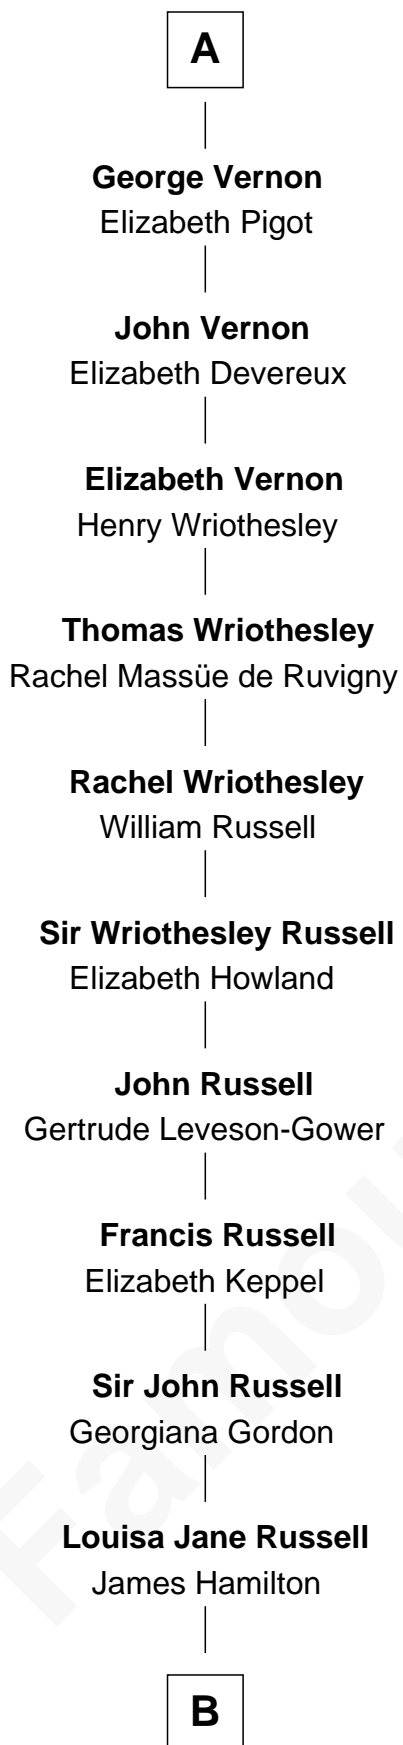 A
George Vernon
Elizabeth Pigot
John Vernon
Elizabeth Devereux
Elizabeth Vernon
Henry Wriothesley
Thomas Wriothesley
Rachel Massüe de Ruvigny
Rachel Wriothesley
William Russell
Sir Wriothesley Russell
Elizabeth Howland
John Russell
Gertrude Leveson-Gower
Francis Russell
Elizabeth Keppel
Sir John Russell
Georgiana Gordon
Louisa Jane Russell
James Hamilton
B